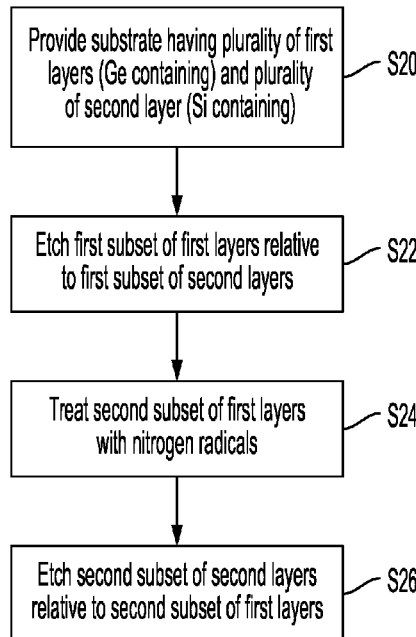 Provide substrate having plurality of first
layers (Ge containing) and plurality
of second layer (Si containing)
S20
Etch first subset of first layers relative
to first subset of second layers
S22
Treat second subset of first layers
with nitrogen radicals
S24
Etch second subset of second layers
relative to second subset of first layers
S26